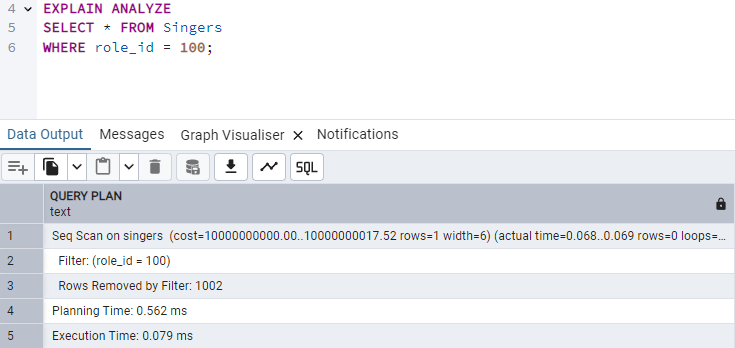 4 EXPLAIN ANALYZE
5 SELECT * FROM Singers
6 WHERE role_id = 100;
Data Output Messages Graph Visualiser × Notifications
SQL
QUERY PLAN
text
1 Seq Scan on singers (cost=10000000000.00..10000000017.52 rows=1 width=6) (actual time=0.068..0.069 rows=0 loops=...
2 Filter: (role_id = 100)
3 Rows Removed by Filter: 1002
4 Planning Time: 0.562 ms
5 Execution Time: 0.079 ms